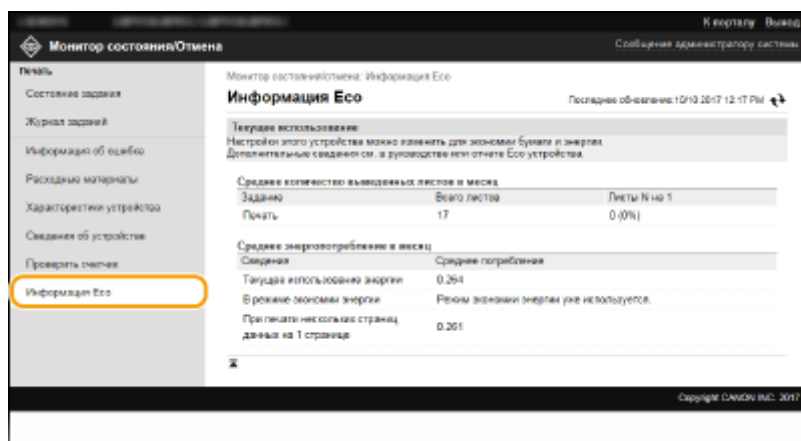 К порталу Выход
Монитор состояния/Отмена
Сообщение администратору системы
Печать
Состояние задания
Журнал заданий
Информация об ошибке
Расходные материалы
Характеристики устройства
Сведения об устройстве
Проверить счетчик
Информация Eco
Монитор состояния/отмена: Информация Eco
Информация Eco
Последнее обновление: 10/10 2017 12:17 PM
Текущее использование
Настройки этого устройства можно изменить для экономии бумаги и энергии.
Дополнительные сведения см. в руководстве или отчете Eco устройства.
Среднее количество выведенных листов в месяц
Задание Всего листов Листы N на 1
Печать 17 0 (0%)
Среднее энергопотребление в месяц
Сведения Среднее потребление
Текущее использование энергии 0.264
В режиме экономии энергии Режим экономии энергии уже используется.
При печати нескольких страниц
данных на 1 странице 0.261
Copyright CANON INC. 2017